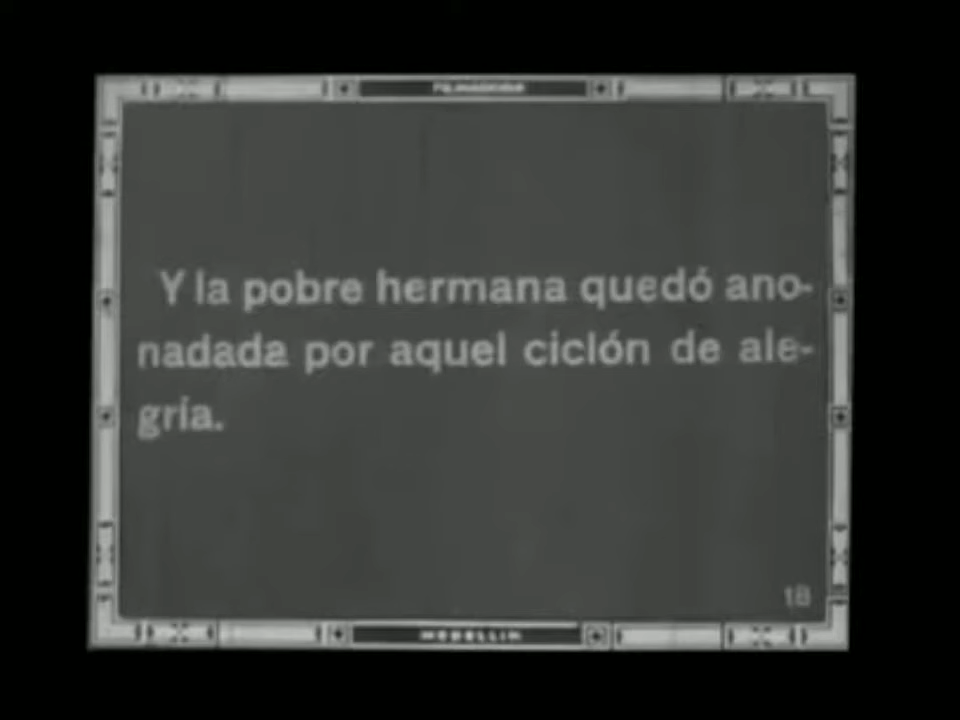 Y la pobre hermana quedó ano-
nadada por aquel ciclón de ale-
gría.
18
MEDELLIN